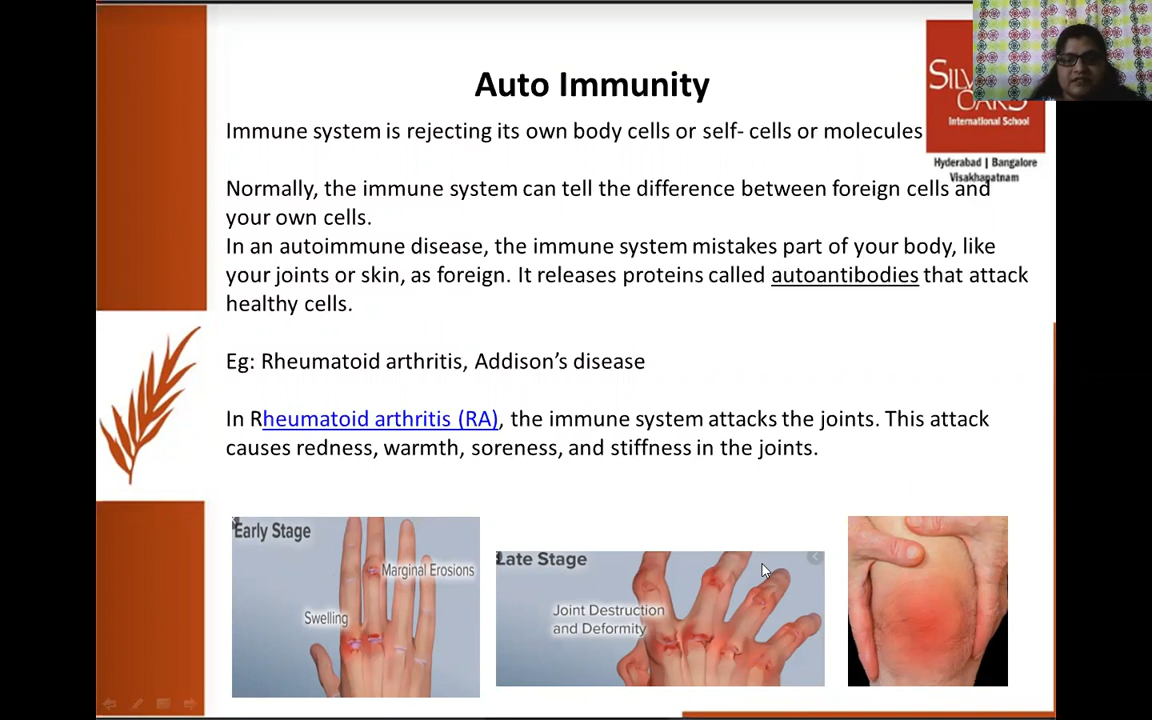 Auto Immunity
Immune system is rejecting its own body cells or self- cells or molecules
Normally, the immune system can tell the difference between foreign cells and
your own cells.
In an autoimmune disease, the immune system mistakes part of your body, like
your joints or skin, as foreign. It releases proteins called autoantibodies that attack
healthy cells.
Eg: Rheumatoid arthritis, Addison's disease
In Rheumatoid arthritis (RA), the immune system attacks the joints. This attack
causes redness, warmth, soreness, and stiffness in the joints.
Early Stage
Marginal Erosions
Swelling
Late Stage
Joint Destruction
and Deformity
International School
Hyderabad | Bangalore
Visakhapatnam